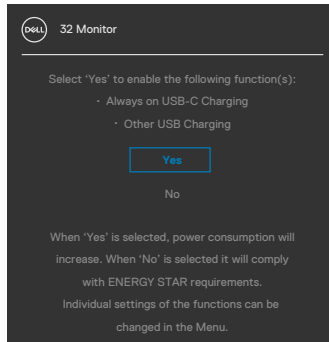 DELL
32 Monitor
Select ‘Yes’ to enable the following function(s):
· Always on USB-C Charging
· Other USB Charging
Yes
No
When ‘Yes’ is selected, power consumption will
increase. When ‘No’ is selected it will comply
with ENERGY STAR requirements.
Individual settings of the functions can be
changed in the Menu.